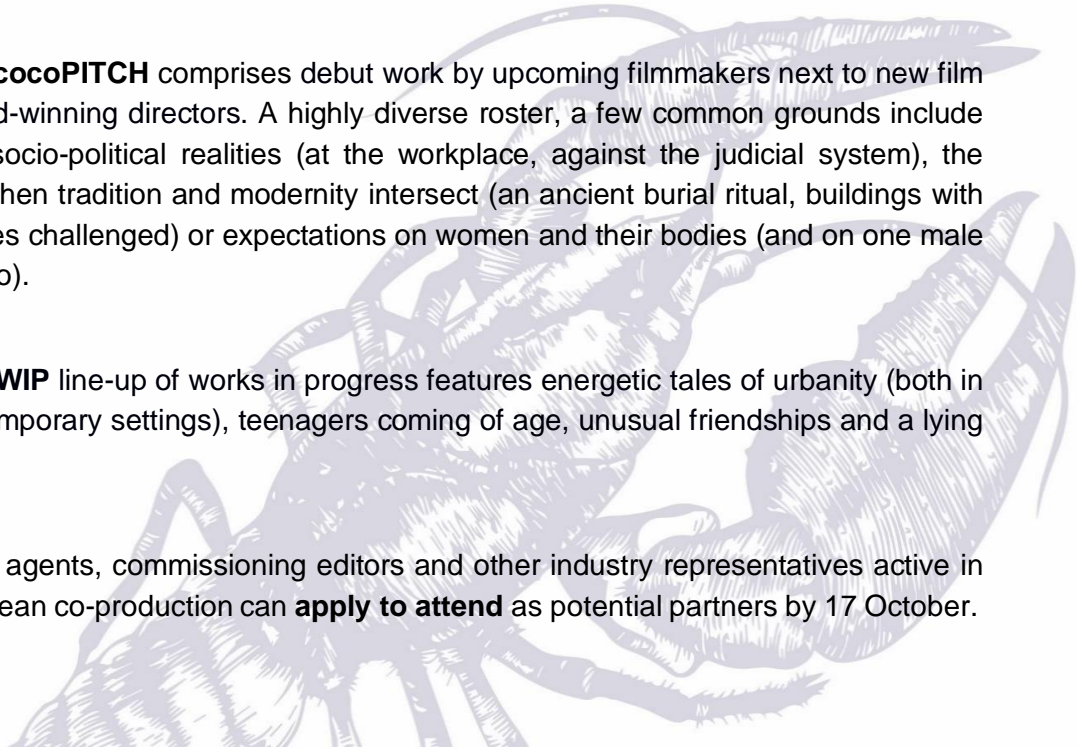 cocoPITCH comprises debut work by upcoming filmmakers next to new film
d-winning directors. A highly diverse roster, a few common grounds include
socio-political realities (at the workplace, against the judicial system), the
hen tradition and modernity intersect (an ancient burial ritual, buildings with
es challenged) or expectations on women and their bodies (and on one male
o).
WIP line-up of works in progress features energetic tales of urbanity (both in
mporary settings), teenagers coming of age, unusual friendships and a lying
agents, commissioning editors and other industry representatives active in
ean co-production can apply to attend as potential partners by 17 October.